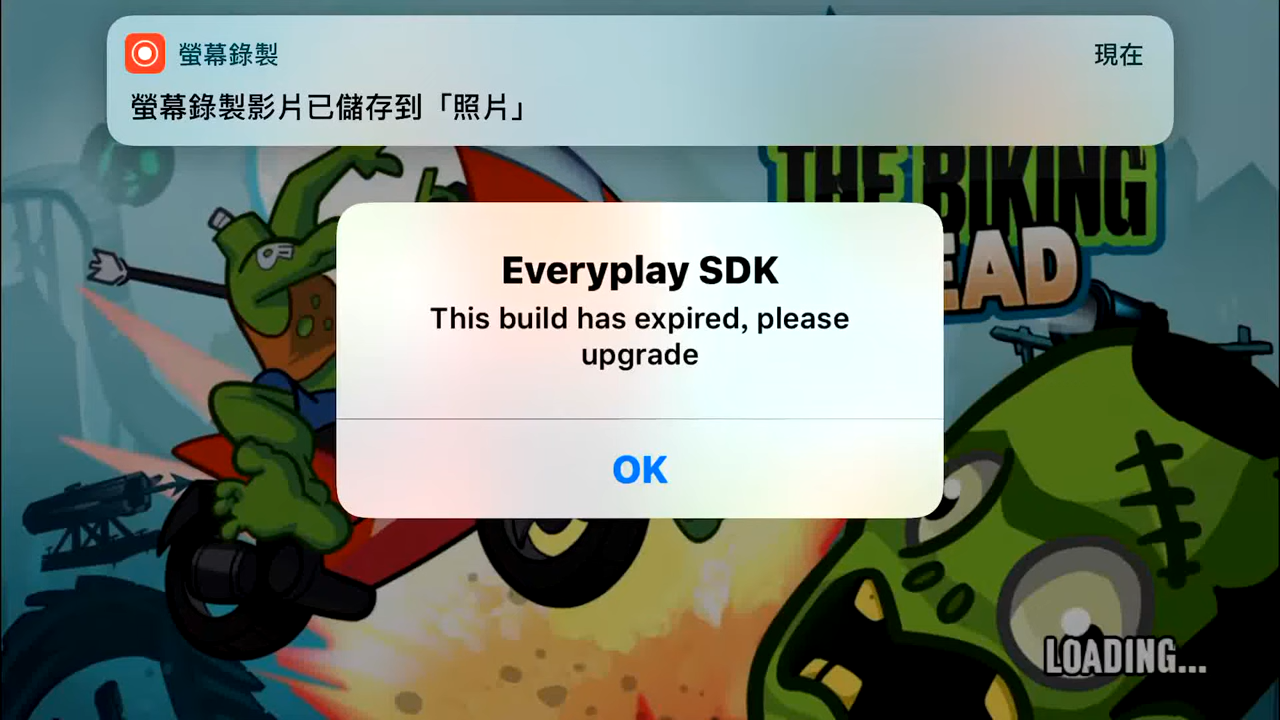 螢幕錄製
現在
螢幕錄製影片已儲存到「照片」
THE BIKING
EAD
Everyplay SDK
This build has expired, please
upgrade
OK
LOADING...